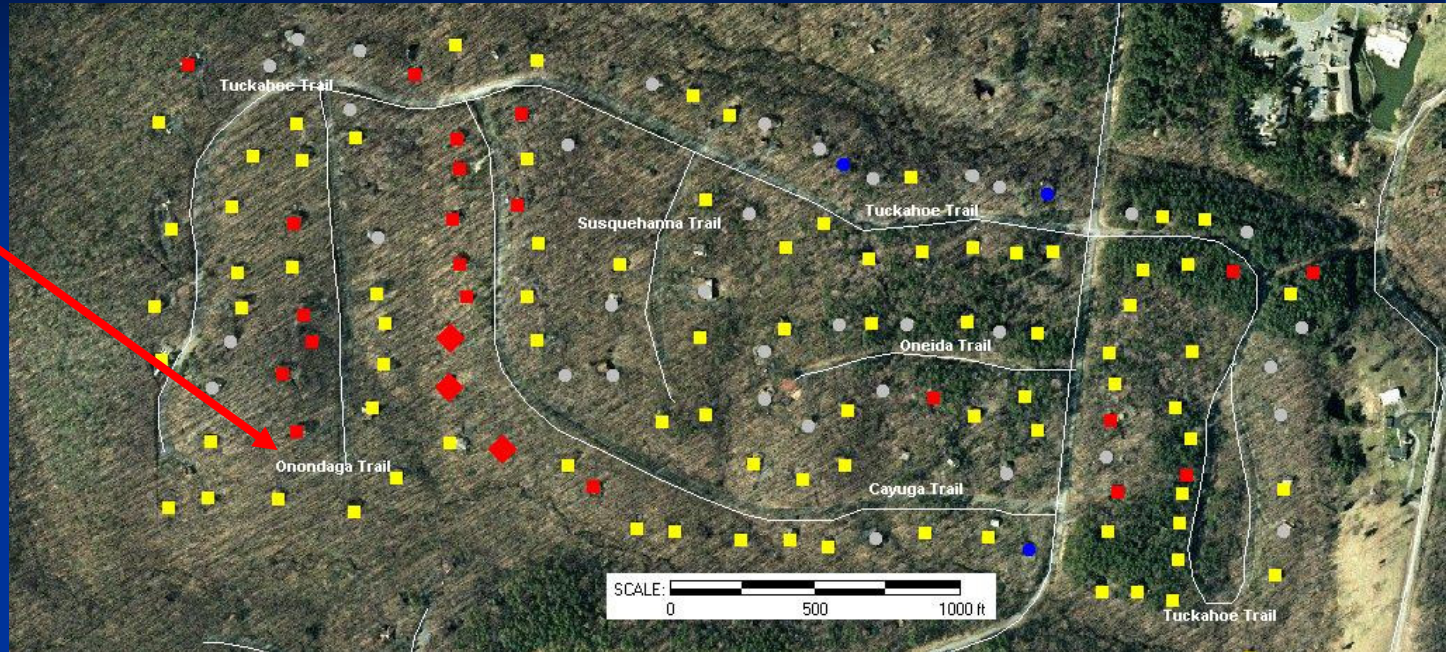 Tuckahoe Trail
Susquehanna Trail
Tuckahoe Trail
Oneida Trail
Onondaga Trail
Cayuga Trail
SCALE:
0 500 1000 ft
Tuckahoe Trail